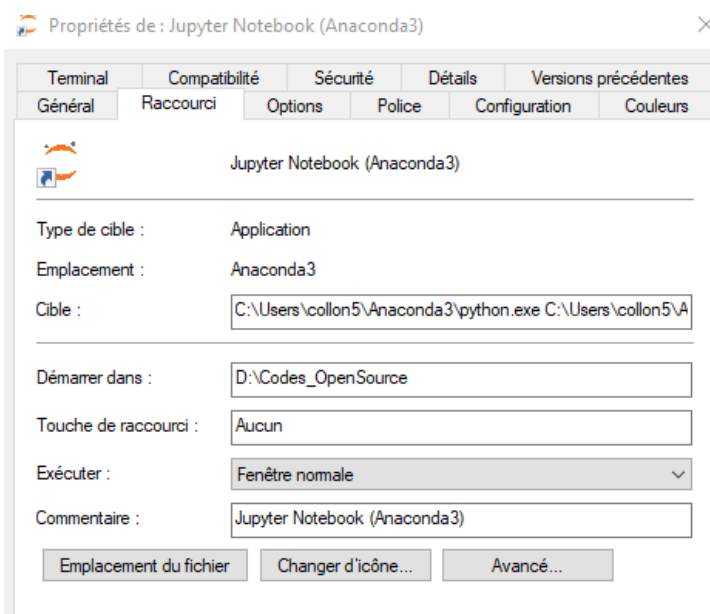 Propriétés de : Jupyter Notebook (Anaconda3)
Terminal Compatibilité Sécurité Détails Versions précédentes
Général Raccourci Options Police Configuration Couleurs
Jupyter Notebook (Anaconda3)
Type de cible : Application
Emplacement : Anaconda3
Cible : C:\Users\collon5\Anaconda3\python.exe C:\Users\collon5\A
Démarrer dans : D:\Codes_OpenSource
Touche de raccourci : Aucun
Exécuter : Fenêtre normale
Commentaire : Jupyter Notebook (Anaconda3)
Emplacement du fichier Changer d'icône... Avancé...